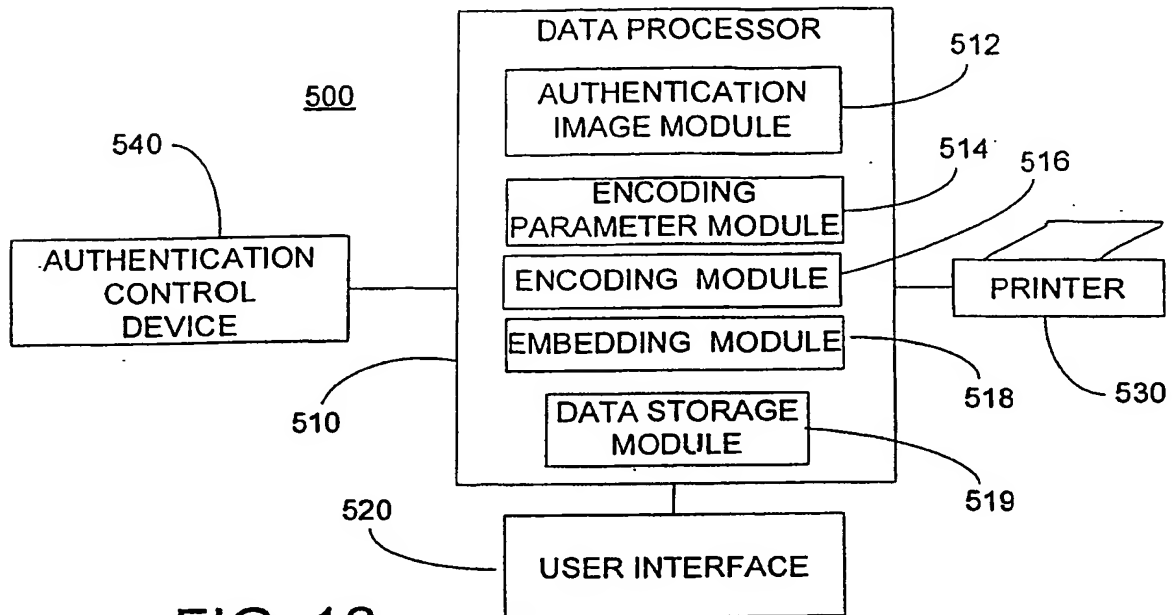 DATA PROCESSOR
512
500
AUTHENTICATION
IMAGE MODULE
540
514
516
ENCODING
PARAMETER MODULE
AUTHENTICATION
CONTROL
DEVICE
ENCODING MODULE
PRINTER
EMBEDDING MODULE
510
518
530
DATA STORAGE
MODULE
519
520
USER INTERFACE